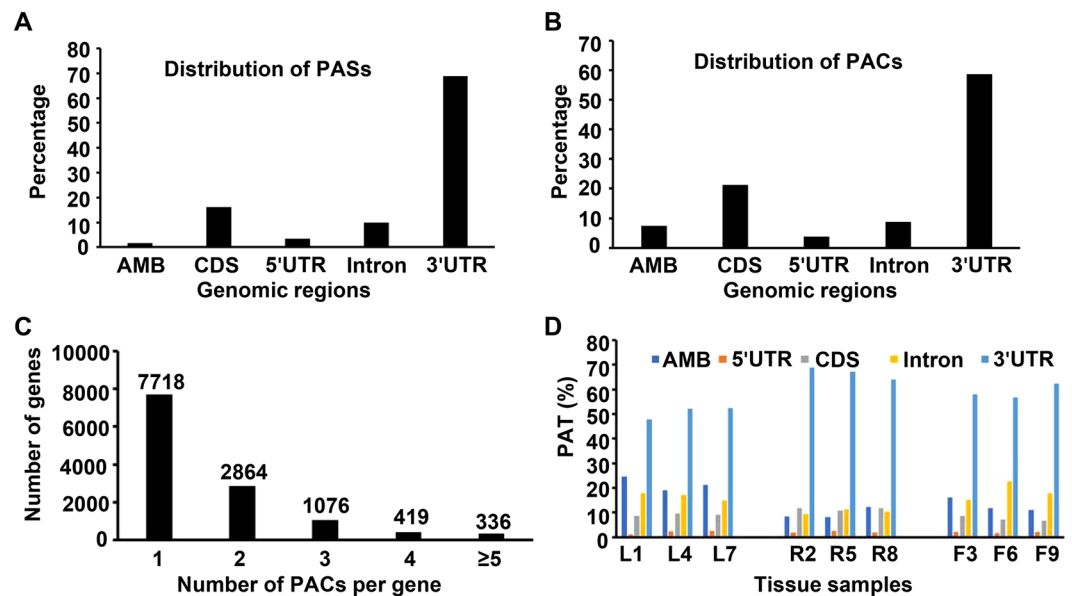 A
Distribution of PASs
Percentage
80
70
60
50
40
30
20
10
0
AMB CDS 5'UTR Intron 3'UTR
Genomic regions
B
Distribution of PACs
Percentage
70
60
50
40
30
20
10
0
AMB CDS 5'UTR Intron 3'UTR
Genomic regions
C
Number of genes
10000
8000
6000
4000
2000
0
7718
2864
1076
419
336
1 2 3 4 ≥5
Number of PACs per gene
D
AMB 5'UTR CDS Intron 3'UTR
PAT (%)
80
70
60
50
40
30
20
10
0
L1 L4 L7 R2 R5 R8 F3 F6 F9
Tissue samples